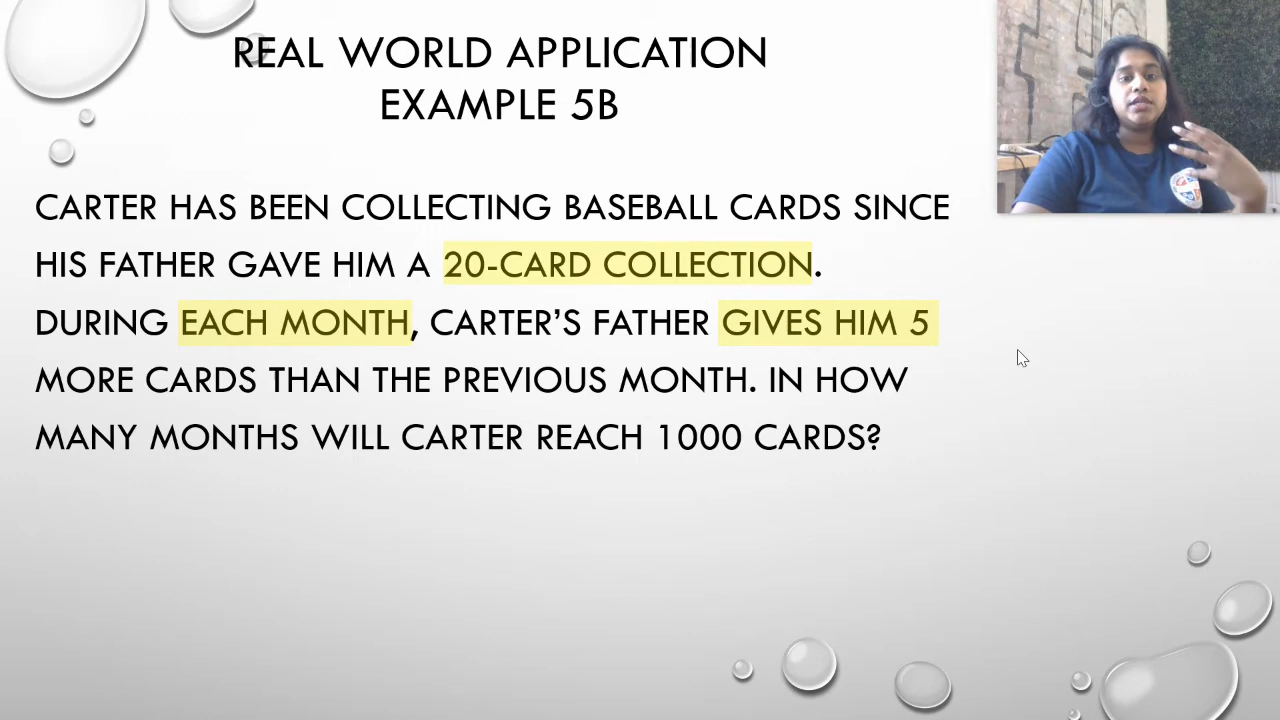 REAL WORLD APPLICATION
EXAMPLE 5B
CARTER HAS BEEN COLLECTING BASEBALL CARDS SINCE
HIS FATHER GAVE HIM A 20-CARD COLLECTION.
DURING EACH MONTH, CARTER'S FATHER GIVES HIM 5
MORE CARDS THAN THE PREVIOUS MONTH. IN HOW
MANY MONTHS WILL CARTER REACH 1000 CARDS?